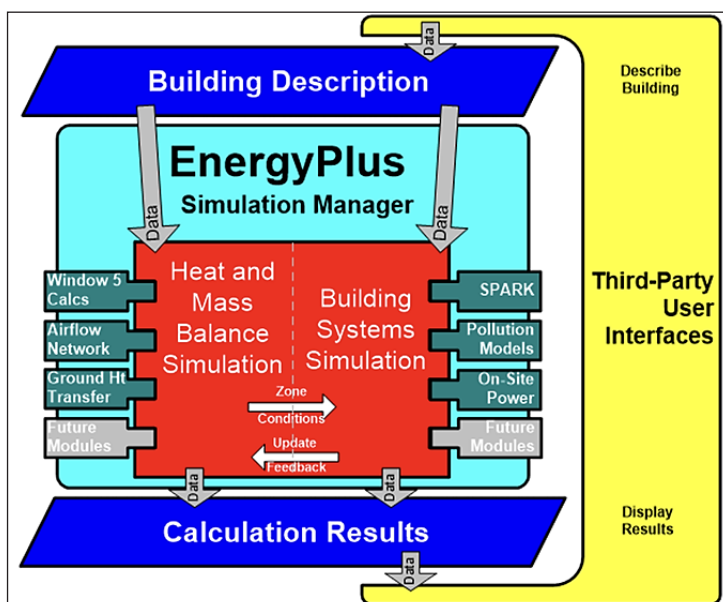 Data
Building Description
Describe
Building
EnergyPlus
Simulation Manager
Data
Data
Window 5
Calcs
Airflow
Network
Ground Ht
Transfer
Future
Modules
Heat and
Mass
Balance
Simulation
Building
Systems
Simulation
Zone
Conditions
Update
Feedback
SPARK
Pollution
Models
On-Site
Power
Future
Modules
Third-Party
User
Interfaces
Data
Data
Calculation Results
Display
Results
Data